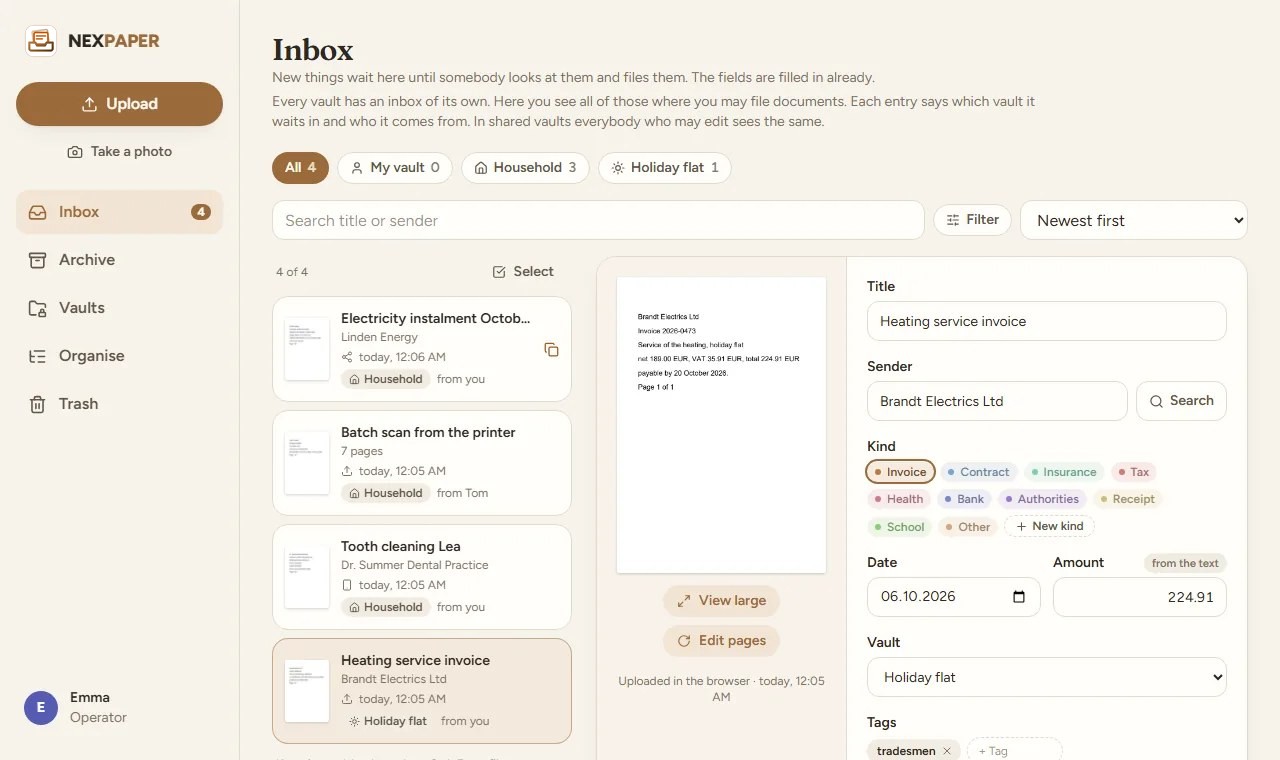 NEXPAPER
Upload
Take a photo
Inbox 4
Archive
Vaults
Organise
Trash
E
Emma
Operator
Inbox
New things wait here until somebody looks at them and files them. The fields are filled in already.
Every vault has an inbox of its own. Here you see all of those where you may file documents. Each entry says which vault it
waits in and who it comes from. In shared vaults everybody who may edit sees the same.
All 4 My vault 0 Household 3 Holiday flat 1
Search title or sender
Filter
Newest first
4 of 4
Select
Electricity instalment Octob...
Linden Energy
today, 12:06 AM
Household from you
Batch scan from the printer
7 pages
today, 12:05 AM
Household from Tom
Tooth cleaning Lea
Dr. Summer Dental Practice
today, 12:05 AM
Household from you
Heating service invoice
Brandt Electrics Ltd
today, 12:05 AM
Holiday flat from you
Brandt Electrics Ltd
Invoice 2026-0473
Service of the heating, holiday flat
net 189.00 EUR, VAT 35.91 EUR, total 224.91 EUR
payable by 20 October 2026.
Page 1 of 1
View large
Edit pages
Uploaded in the browser · today, 12:05
AM
Title
Heating service invoice
Sender
Brandt Electrics Ltd
Search
Kind
Invoice Contract Insurance Tax
Health Bank Authorities Receipt
School Other + New kind
Date
06.10.2026
Amount from the text
224.91
Vault
Holiday flat
Tags
tradesmen ×
+ Tag